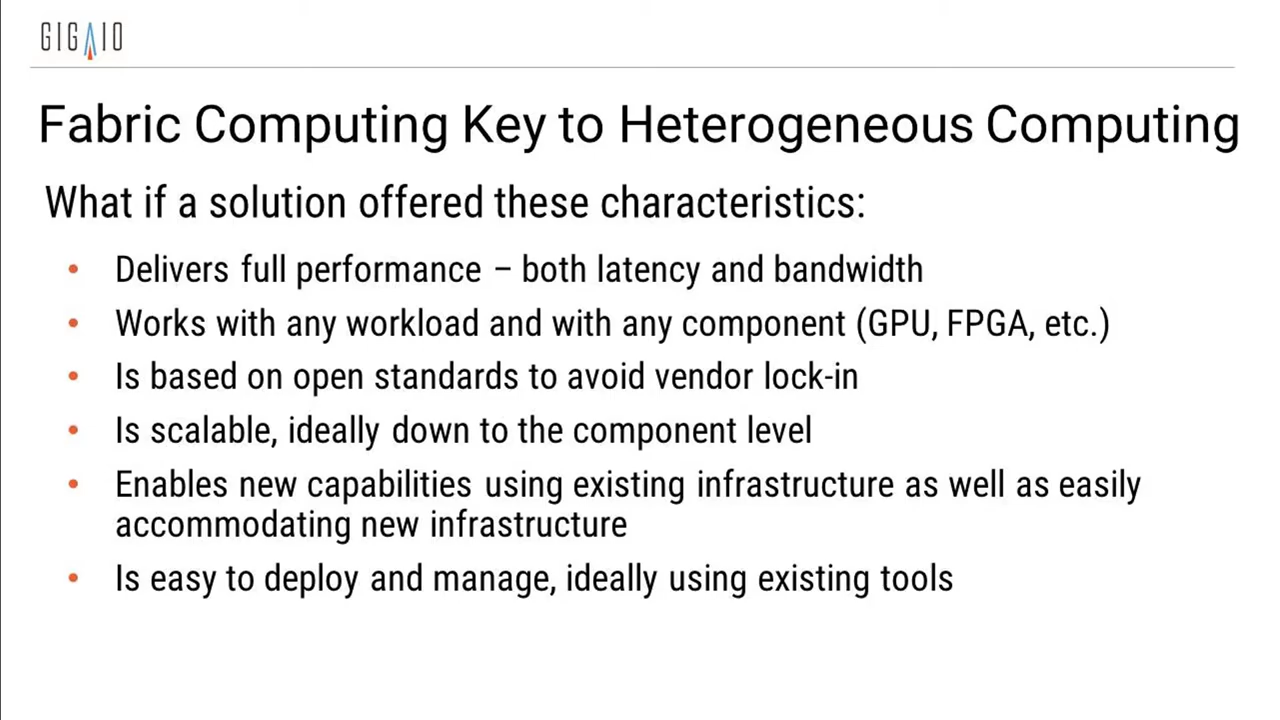 GIGAIO
Fabric Computing Key to Heterogeneous Computing
What if a solution offered these characteristics:
• Delivers full performance – both latency and bandwidth
• Works with any workload and with any component (GPU, FPGA, etc.)
• Is based on open standards to avoid vendor lock-in
• Is scalable, ideally down to the component level
• Enables new capabilities using existing infrastructure as well as easily
accommodating new infrastructure
• Is easy to deploy and manage, ideally using existing tools